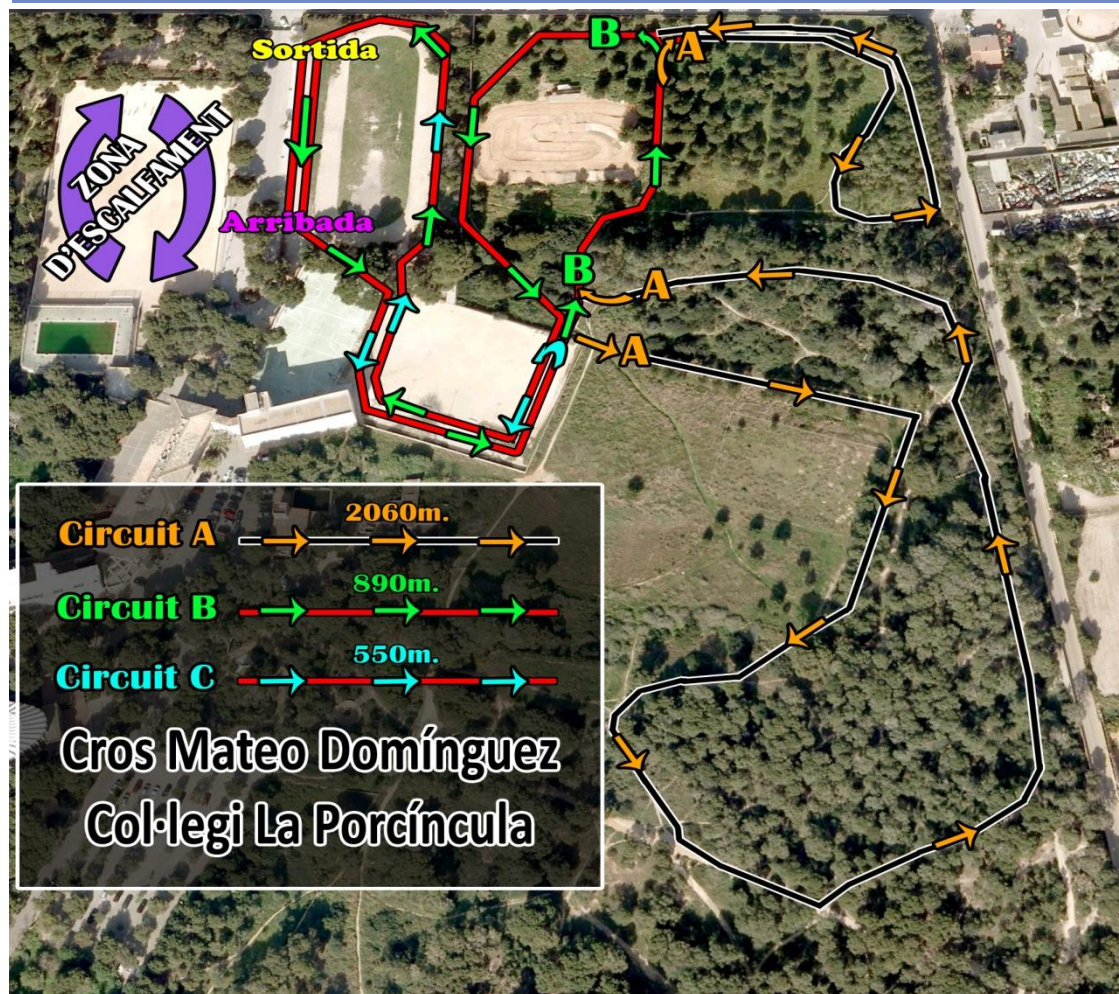 Sortida
B
A
ZONA
D'ESCALFAMENT
Arribada
B
A
A
Circuit A 2060m.
Circuit B 890m.
Circuit C 550m.
Cros Mateo Domínguez
Col·legi La Porcíncula